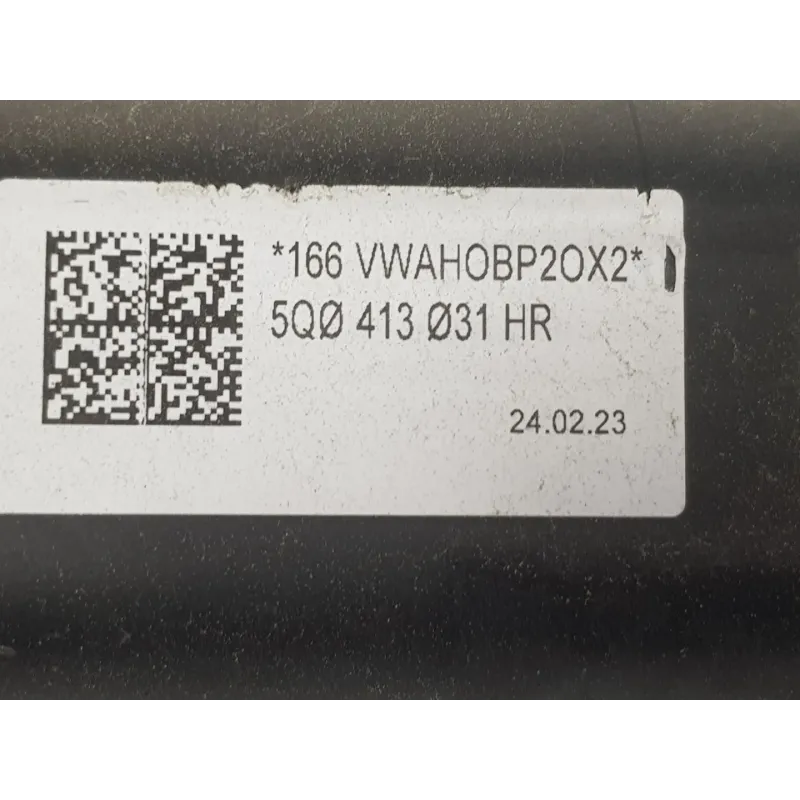 *166 VWAHOBP2OX2*
5QØ 413 Ø31 HR
24.02.23